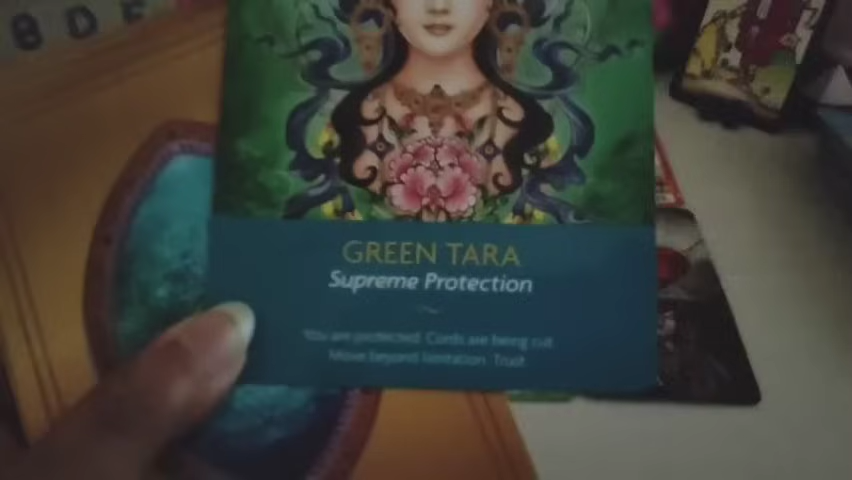 B D E
GREEN TARA
Supreme Protection
You are protected. Cords are being cut.
Move beyond limitation. Trust.